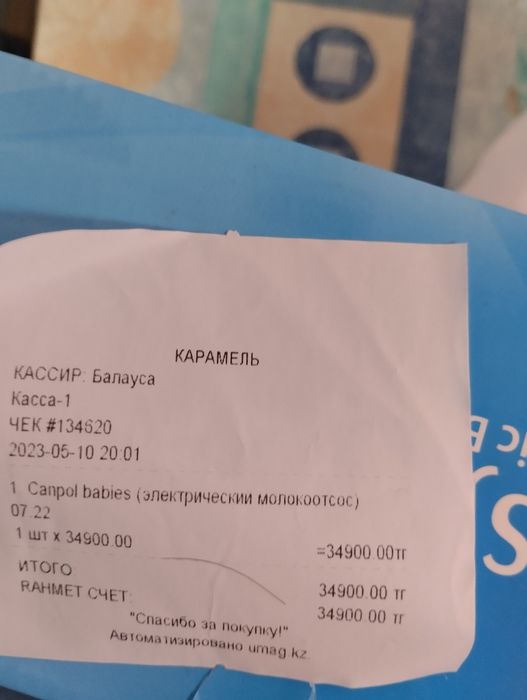 КАРАМЕЛЬ
КАССИР: Балауса
Касса-1
ЧЕК #134620
2023-05-10 20:01
1 Canpol babies (электрический молокоотсос)
07.22
1 шт x 34900.00 =34900.00тг
ИТОГО: 34900.00 тг
RAHMET СЧЕТ: 34900.00 тг
"Спасибо за покупку!"
Автоматизировано umag.kz